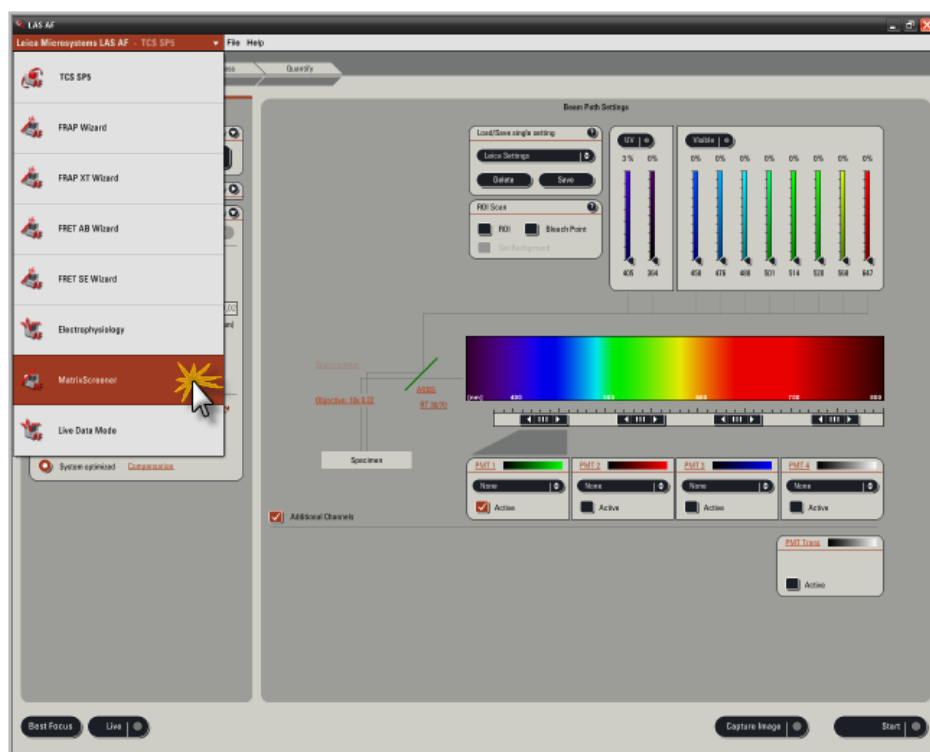 LAS AF
Leica Microsystems LAS AF - TCS SP5 File Help
Quantify
TCS SP5
FRAP Wizard
FRAP XT Wizard
FRET AB Wizard
FRET SE Wizard
Electrophysiology
MatrixScreener
Live Data Mode
System optimized Compensation
Beam Path Settings
Load/Save single setting
Leica Settings
Delete Save
ROI Scan
ROI Bleach Point
Set Background
UV Visible
3% 0% 0% 0% 0% 0% 0% 0% 0% 0%
405 364 458 476 488 501 514 528 568 647
Objective: 10x 0.22
RT 30/70
[nm] 400 500 600 700 800
Specimen
PMT 1 PMT 2 PMT 3 PMT 4
None None None None
Active Active Active Active
Additional Channels
PMT Trans
Active
Best Focus Live Capture Image Start